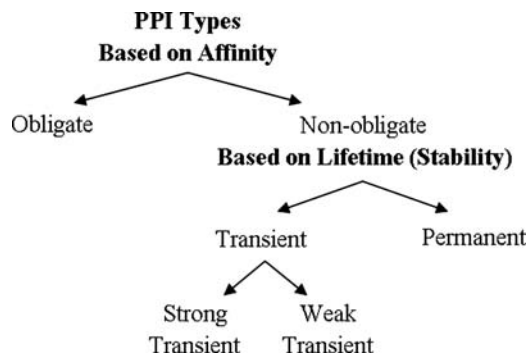 PPI Types
Based on Affinity
Obligate
Non-obligate
Based on Lifetime (Stability)
Transient
Permanent
Strong
Transient
Weak
Transient